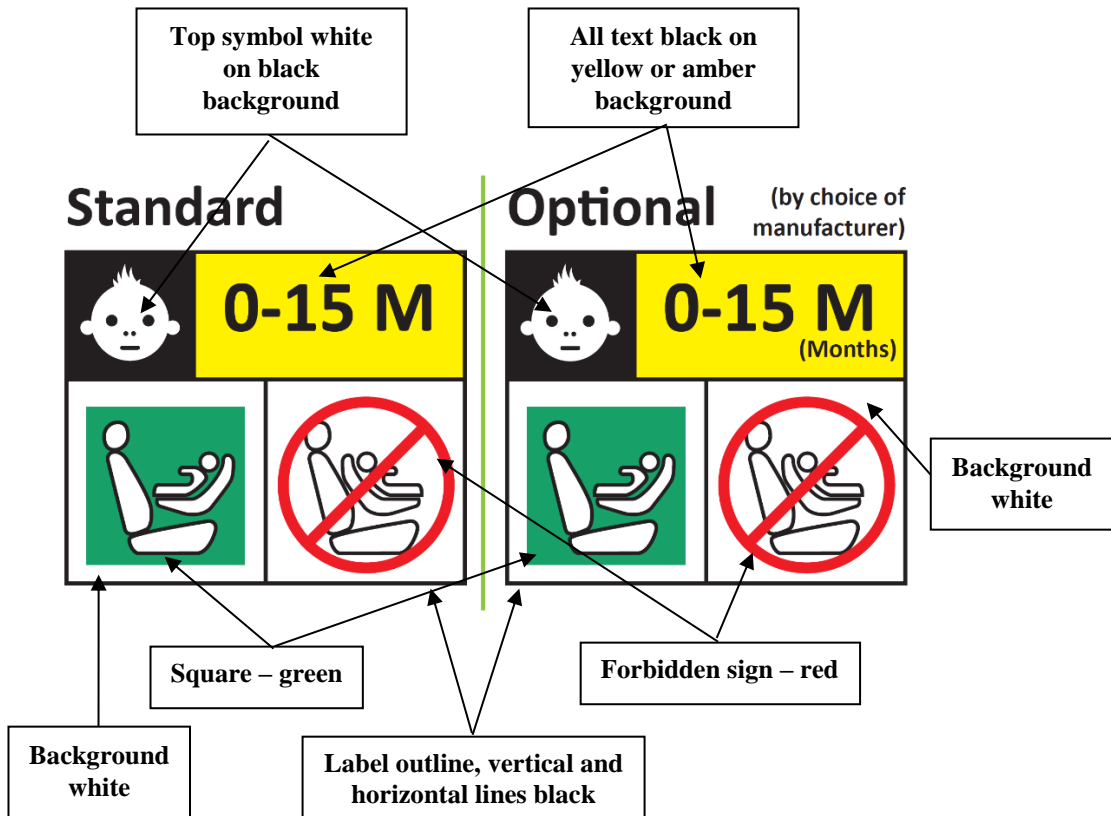 Top symbol white
on black
background
All text black on
yellow or amber
background
Standard
Optional
(by choice of
manufacturer)
0-15 M
0-15 M
(Months)
Background
white
Square – green
Forbidden sign – red
Background
white
Label outline, vertical and
horizontal lines black